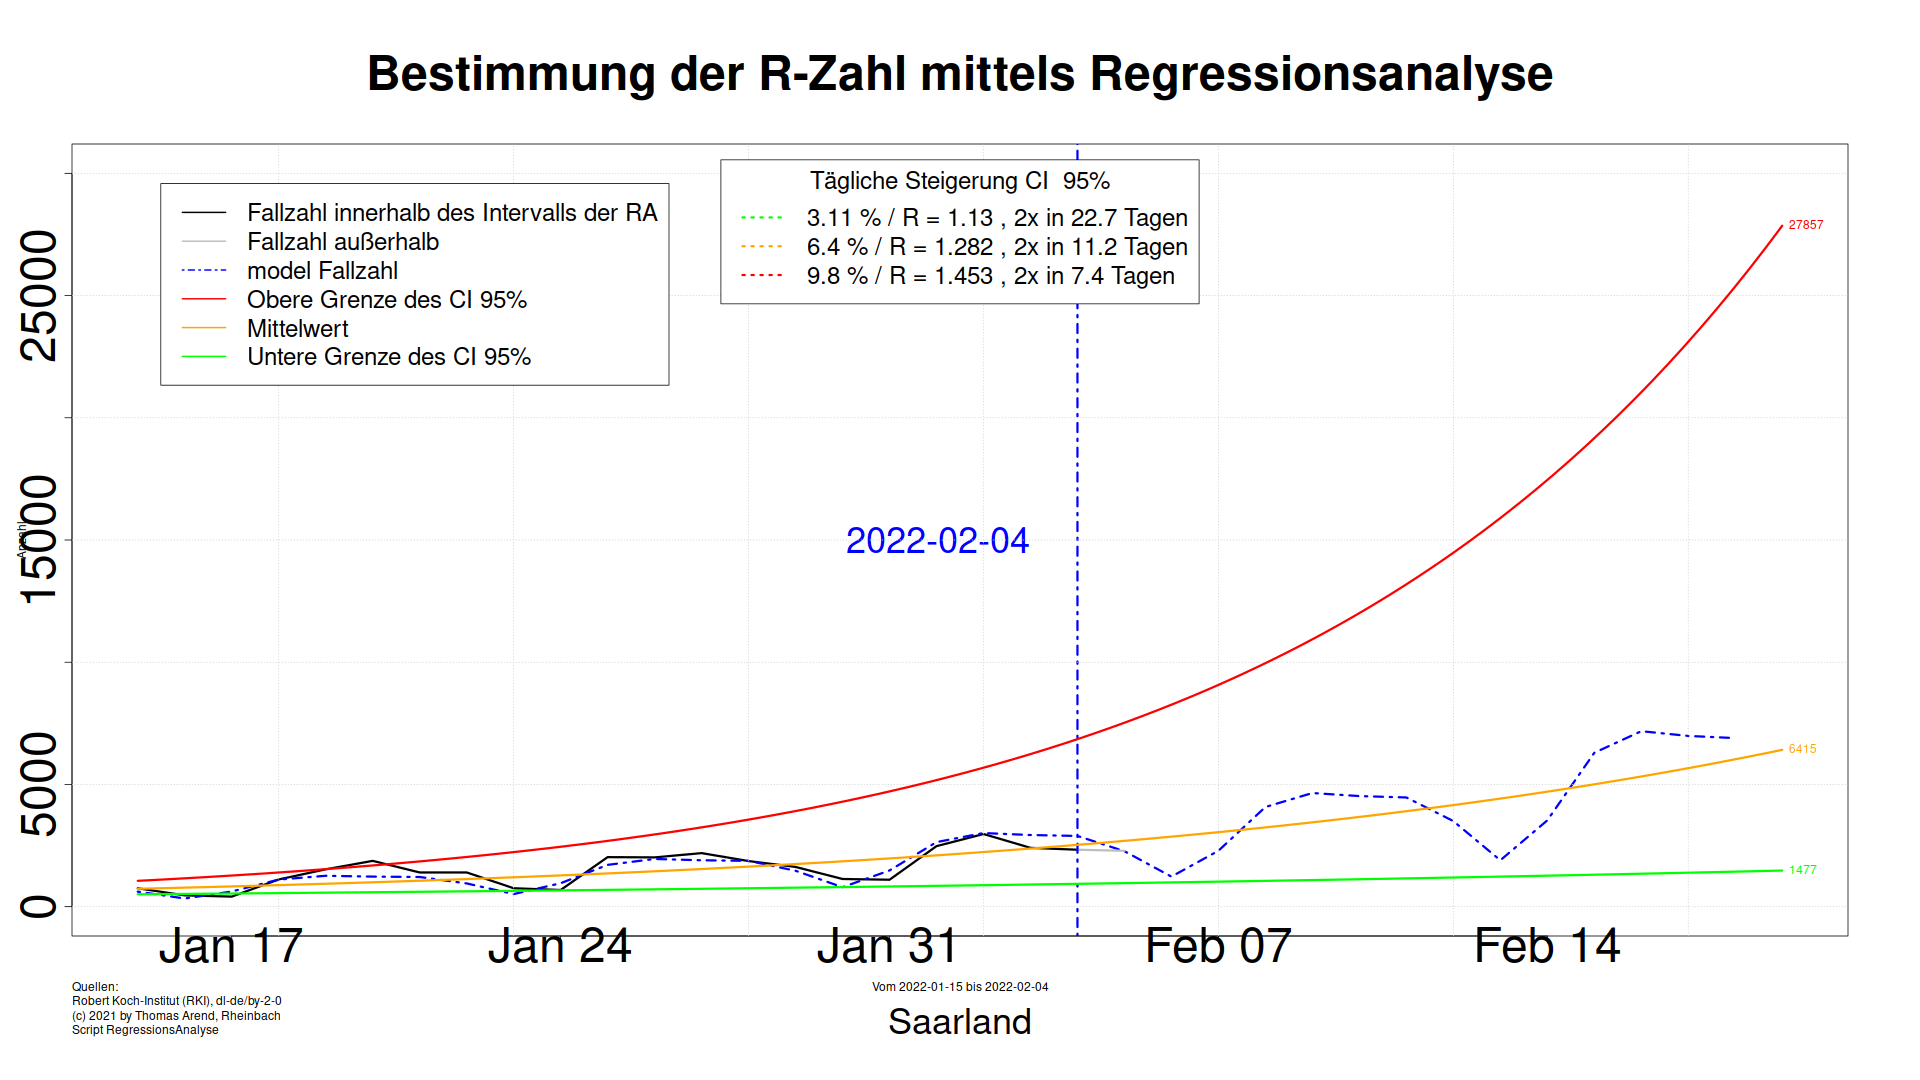 Bestimmung der R-Zahl mittels Regressionsanalyse
Fallzahl innerhalb des Intervalls der RA
Fallzahl außerhalb
model Fallzahl
Obere Grenze des CI 95%
Mittelwert
Untere Grenze des CI 95%
Tägliche Steigerung CI  95%
3.11 % / R = 1.13 , 2x in 22.7 Tagen
6.4 % / R = 1.282 , 2x in 11.2 Tagen
9.8 % / R = 1.453 , 2x in 7.4 Tagen
27857
25000
2022-02-04
15000
Anzahl
6415
5000
1477
0
Jan 17
Jan 24
Jan 31
Feb 07
Feb 14
Quellen:
Robert Koch-Institut (RKI), dl-de/by-2-0
(c) 2021 by Thomas Arend, Rheinbach
Script RegressionsAnalyse
Vom 2022-01-15 bis 2022-02-04
Saarland